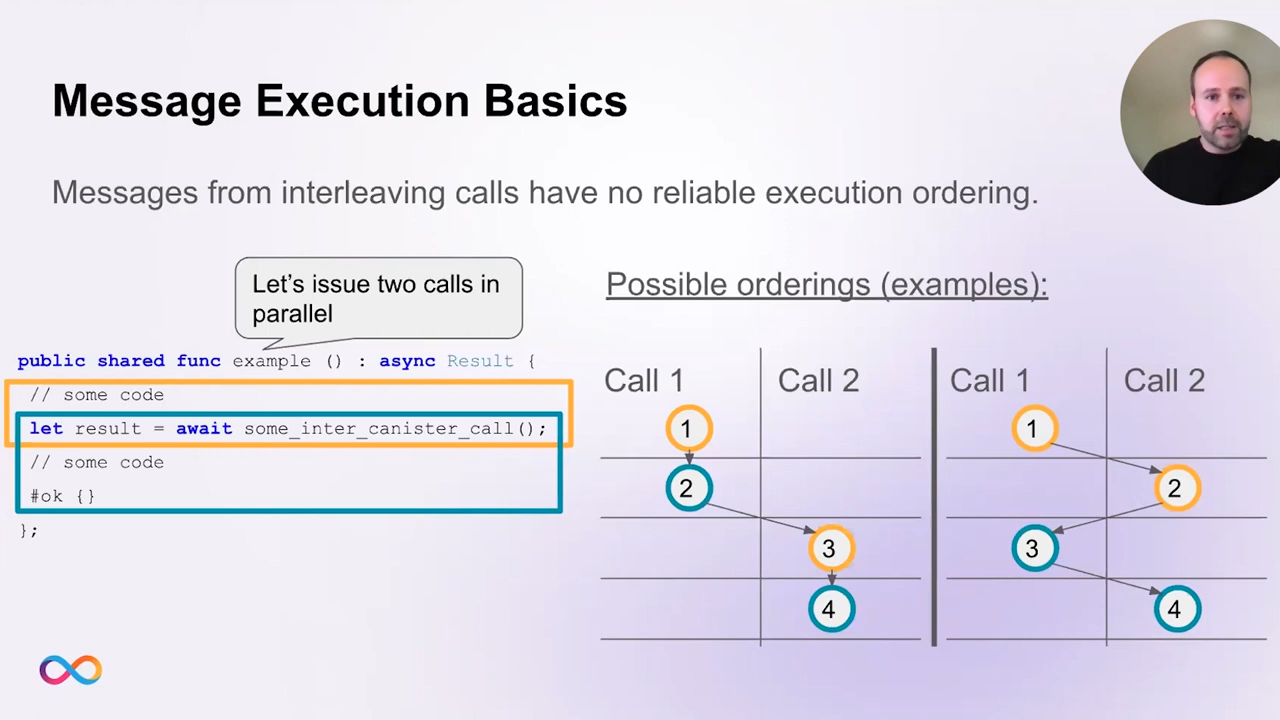 Message Execution Basics
Messages from interleaving calls have no reliable execution ordering.
Let's issue two calls in
parallel
public shared func example () : async Result {
// some code
let result = await some_inter_canister_call();
// some code
#ok {}
};
Possible orderings (examples):
Call 1 Call 2 Call 1 Call 2
1 1
2 2
3 3
4 4